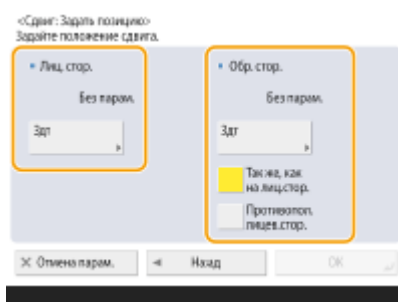 <Сдвиг: Задать позицию>
Задайте положение сдвига.
Лиц. стор.
Обр. стор.
Без парам.
Без парам.
Здт
Здт
Так же, как
на лиц.стор.
Противопол.
лицев.стор.
Отмена парам.
Назад
OK